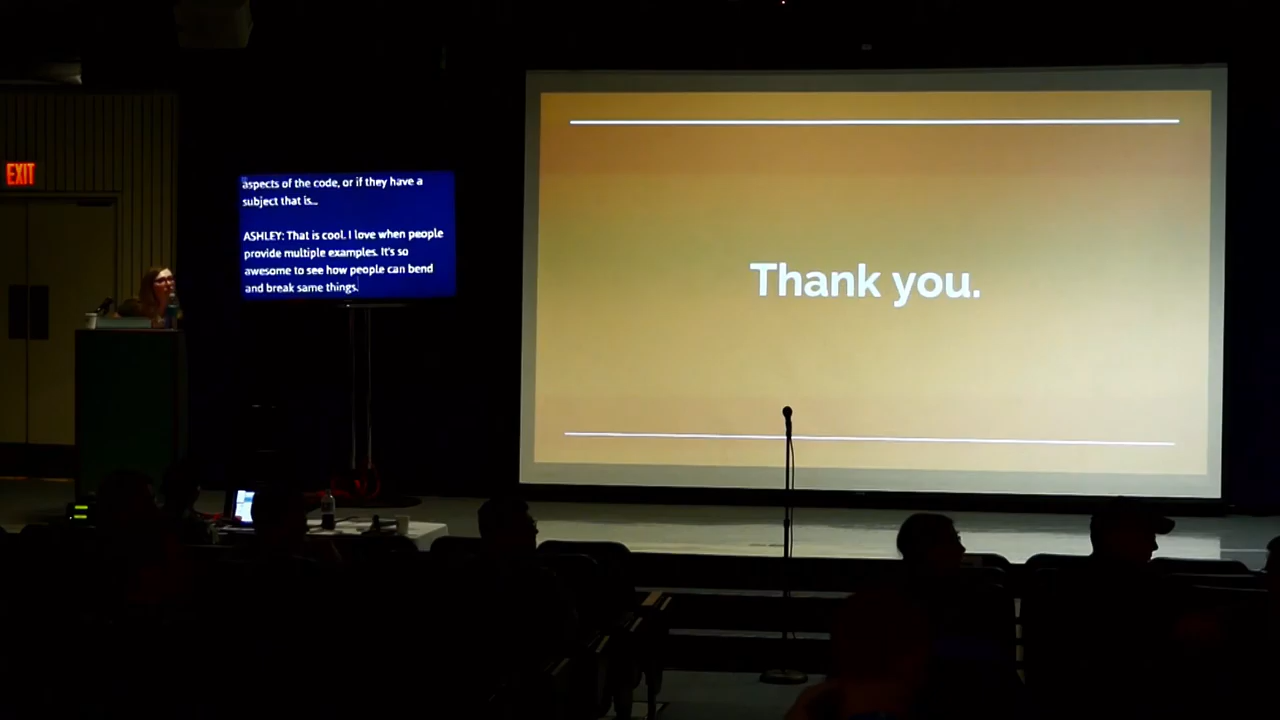 EXIT
aspects of the code, or if they have a
subject that is...
ASHLEY: That is cool. I love when people
provide multiple examples. It's so
awesome to see how people can bend
and break same things.
Thank you.